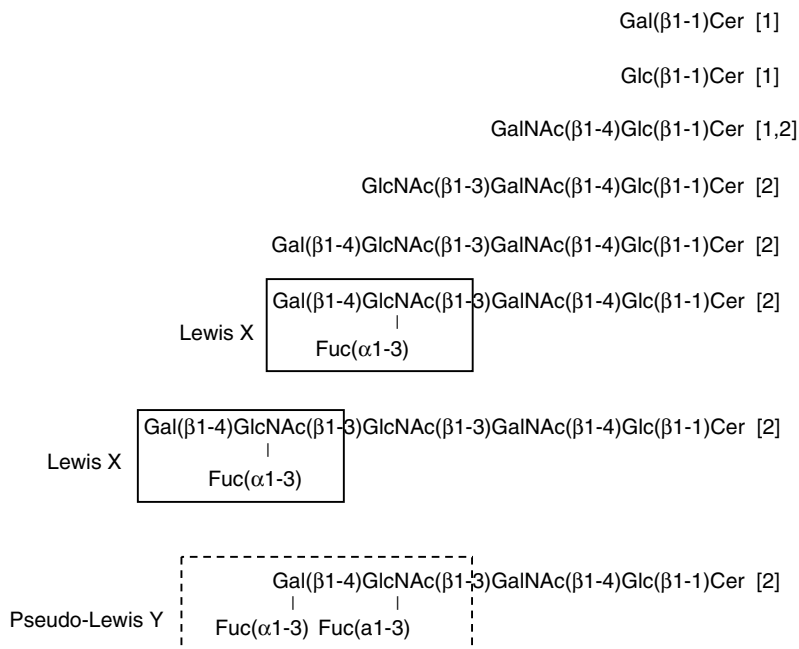 Gal(β1-1)Cer [1]
Glc(β1-1)Cer [1]
GalNAc(β1-4)Glc(β1-1)Cer [1,2]
GlcNAc(β1-3)GalNAc(β1-4)Glc(β1-1)Cer [2]
Gal(β1-4)GlcNAc(β1-3)GalNAc(β1-4)Glc(β1-1)Cer [2]
Gal(β1-4)GlcNAc(β1-3)GalNAc(β1-4)Glc(β1-1)Cer [2]
Lewis X
Fuc(α1-3)
Gal(β1-4)GlcNAc(β1-3)GlcNAc(β1-3)GalNAc(β1-4)Glc(β1-1)Cer [2]
Lewis X
Fuc(α1-3)
Gal(β1-4)GlcNAc(β1-3)GalNAc(β1-4)Glc(β1-1)Cer [2]
Pseudo-Lewis Y
Fuc(α1-3) Fuc(a1-3)